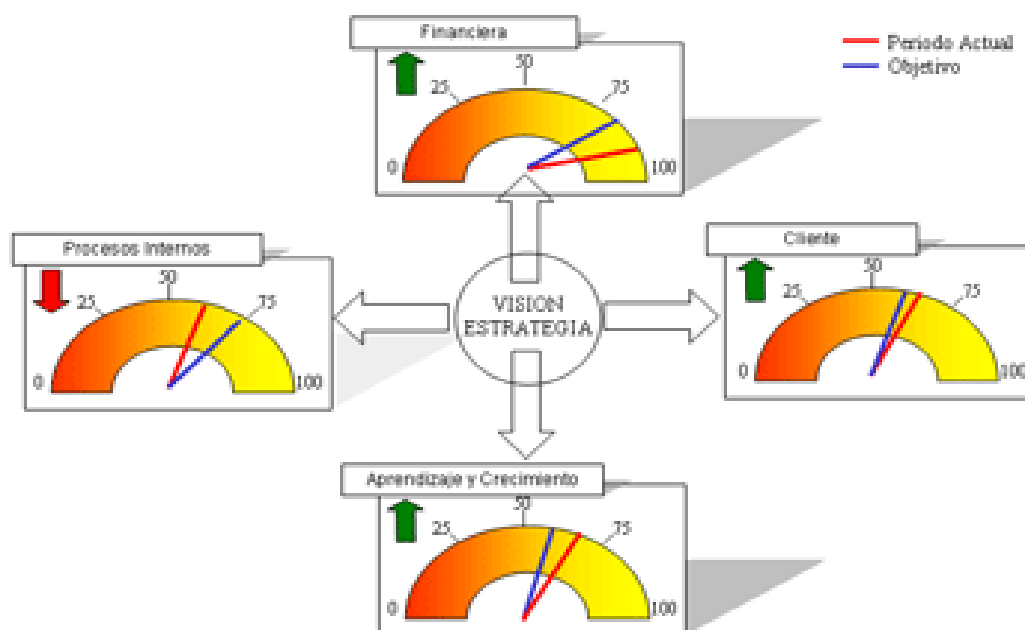 Financiera
50
25
75
0
100
Periodo Actual
Objetivo
Procesos Internos
50
25
75
0
100
VISION
ESTRATEGIA
Cliente
50
25
75
0
100
Aprendizaje y Crecimiento
50
25
75
0
100